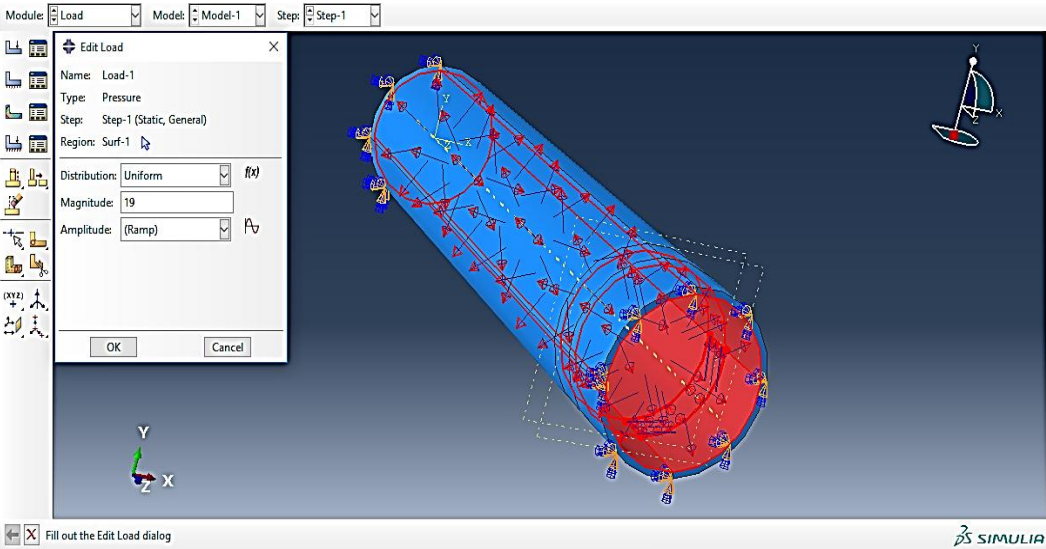 Module: Load Model: Model-1 Step: Step-1
Edit Load
Name: Load-1
Type: Pressure
Step: Step-1 (Static, General)
Region: Surf-1
Distribution: Uniform f(x)
Magnitude: 19
Amplitude: (Ramp)
OK Cancel
(XYZ)
Y
X
Z
Y
X
Z
Y
X
Z
Fill out the Edit Load dialog
3DS SIMULIA